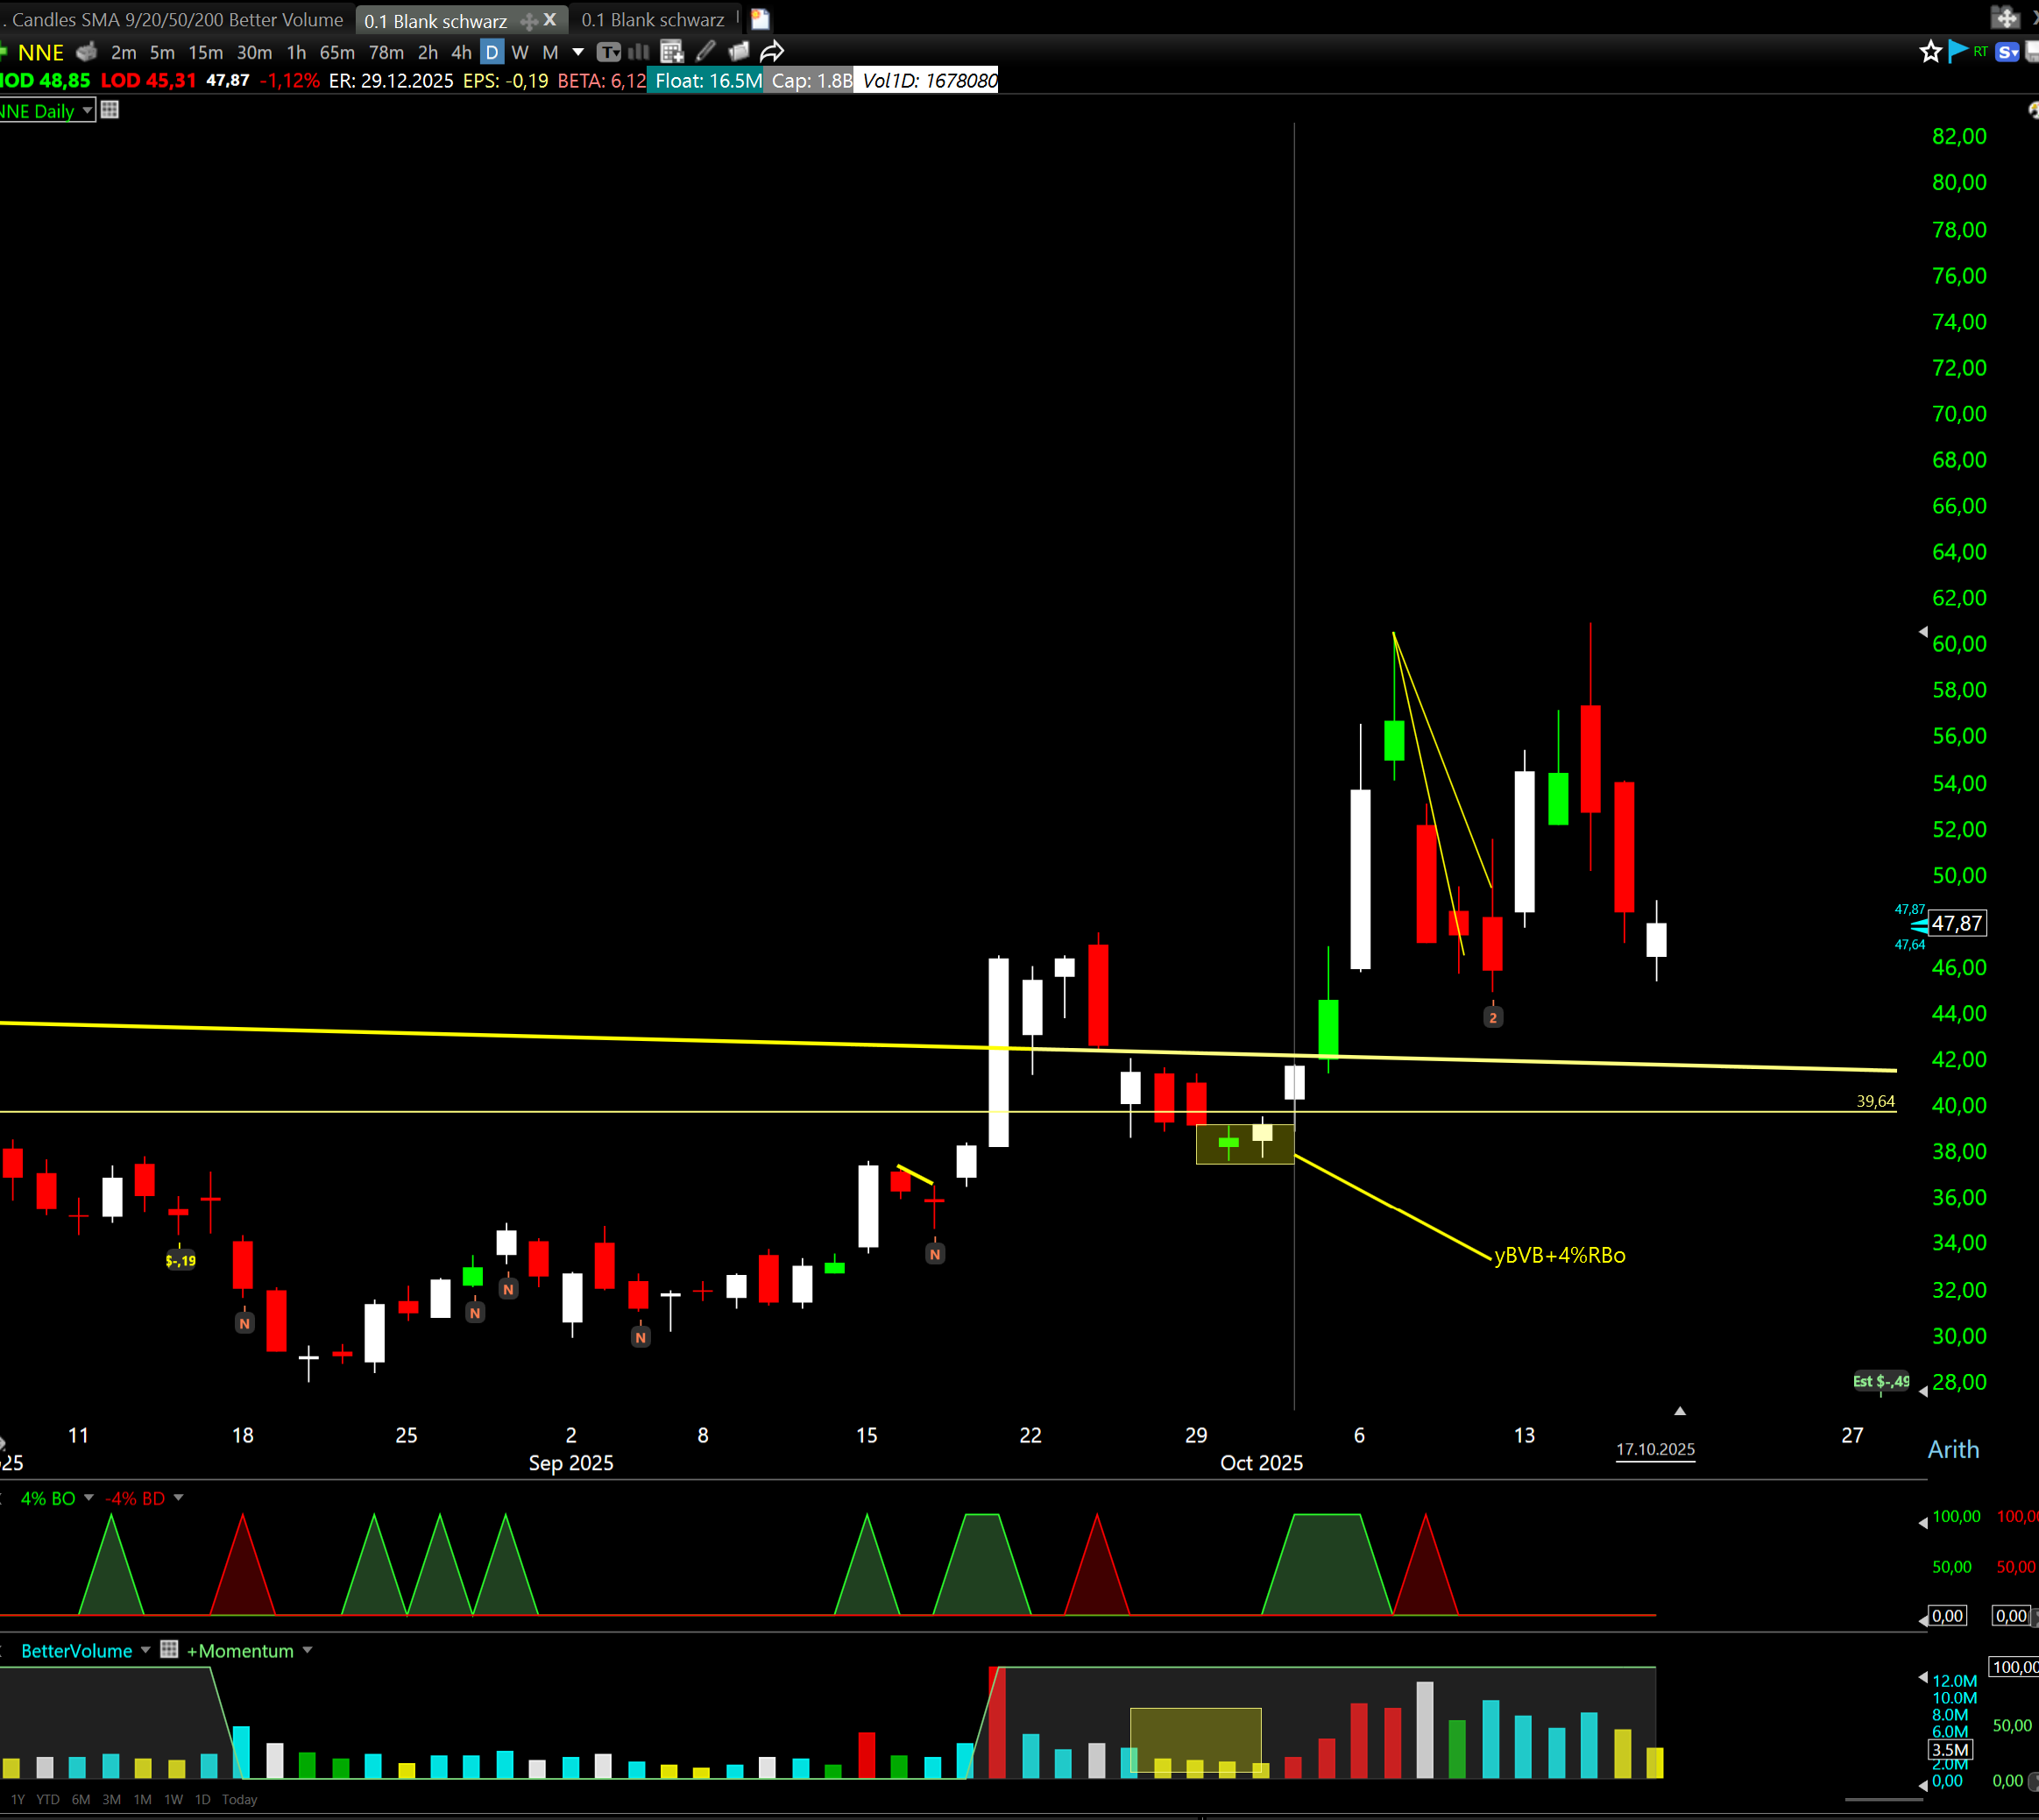 . Candles SMA 9/20/50/200 Better Volume 0.1 Blank schwarz X 0.1 Blank schwarz
NNE 2m 5m 15m 30m 1h 65m 78m 2h 4h D W M T RT S
HOD 48,85 LOD 45,31 47,87 -1,12% ER: 29.12.2025 EPS: -0,19 BETA: 6,12 Float: 16.5M Cap: 1.8B Vol1D: 1678080
NNE Daily
82,00
80,00
78,00
76,00
74,00
72,00
70,00
68,00
66,00
64,00
62,00
60,00
58,00
56,00
54,00
52,00
50,00
47,87 47,87
47,64
46,00
44,00
2
42,00
39,64 40,00
38,00
36,00
34,00
N
yBVB+4%RBo
$-,19
N
32,00
N
N
N
30,00
Est $-,49 28,00
11 18 25 2 8 15 22 29 6 13 27
25 Sep 2025 Oct 2025 17.10.2025 Arith
4% BO -4% BD
100,00 100,0
50,00 50,00
0,00 0,00
BetterVolume +Momentum
100,00
12.0M
10.0M
8.0M
6.0M 50,00
3.5M
2.0M
0,00 0,00
1Y YTD 6M 3M 1M 1W 1D Today